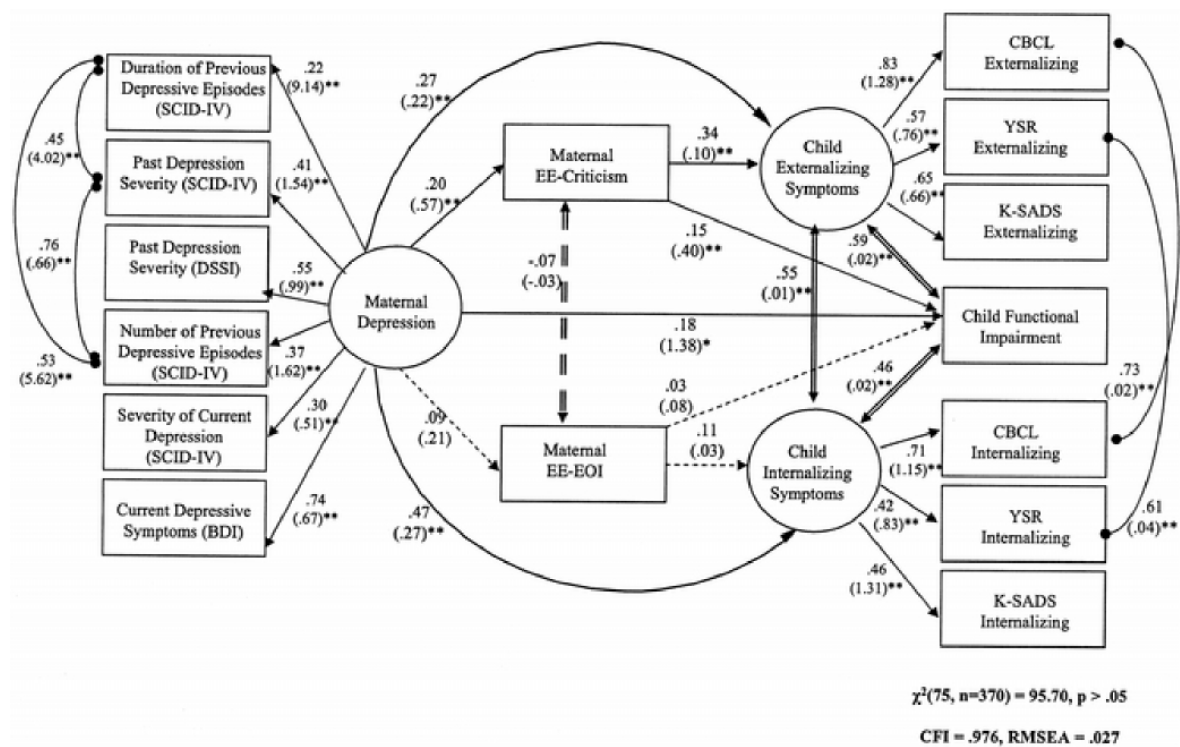 CBCL
Externalizing
Duration of Previous
Depressive Episodes
(SCID-IV)
.22
(9.14)**
.27
(.22)**
.83
(1.28)**
.57
(.76)**
YSR
Externalizing
.45
(4.02)**
Past Depression
Severity (SCID-IV)
.41
(1.54)**
Maternal
EE-Criticism
.34
(.10)**
Child
Externalizing
Symptoms
.65
(.66)**
K-SADS
Externalizing
.20
(.57)**
.76
(.66)**
Past Depression
Severity (DSSI)
.55
(.99)**
-.07
(-.03)
.15
(.40)**
.59
(.02)**
.55
(.01)**
Maternal
Depression
Child Functional
Impairment
Number of Previous
Depressive Episodes
(SCID-IV)
.37
(1.62)**
.18
(1.38)*
.53
(5.62)**
.46
(.02)**
.73
(.02)**
.03
(.08)
Severity of Current
Depression
(SCID-IV)
.30
(.51)**
.09
(.21)
Maternal
EE-EOI
.11
(.03)
Child
Internalizing
Symptoms
.71
(1.15)**
CBCL
Internalizing
Current Depressive
Symptoms (BDI)
.74
(.67)**
.47
(.27)**
.42
(.83)**
YSR
Internalizing
.61
(.04)**
.46
(1.31)**
K-SADS
Internalizing
χ²(75, n=370) = 95.70, p > .05
CFI = .976, RMSEA = .027